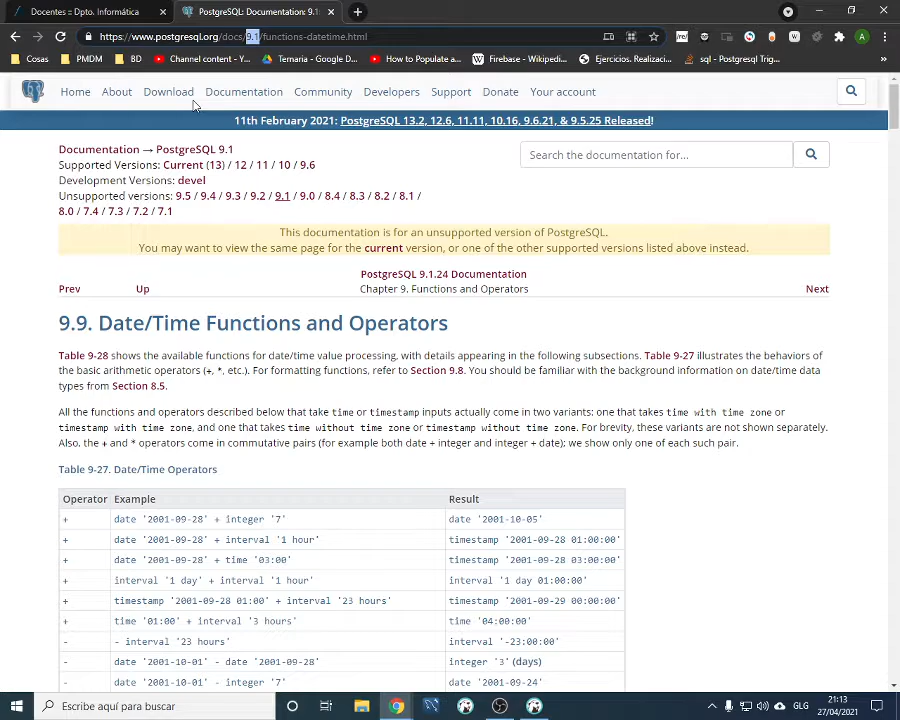 Docentes = Dpto. Informática
PostgreSQL: Documentation: 9.1
https://www.postgresql.org/docs/9.1/functions-datetime.html
Cosas
PMDM
BD
Channel content - Y...
Ternaria - Google D...
How to Populate a...
Firebase - Wikipedi...
Ejercicios. Realizaci...
sql - Postgresql Trig...
Home
About
Download
Documentation
Community
Developers
Support
Donate
Your account
11th February 2021: PostgreSQL 13.2, 12.6, 11.11, 10.16, 9.6.21, & 9.5.25 Released!
Documentation → PostgreSQL 9.1
Search the documentation for...
Supported Versions: Current (13) / 12 / 11 / 10 / 9.6
Development Versions: devel
Unsupported versions: 9.5 / 9.4 / 9.3 / 9.2 / 9.1 / 9.0 / 8.4 / 8.3 / 8.2 / 8.1 /
8.0 / 7.4 / 7.3 / 7.2 / 7.1
This documentation is for an unsupported version of PostgreSQL.
You may want to view the same page for the current version, or one of the other supported versions listed above instead.
PostgreSQL 9.1.24 Documentation
Prev
Up
Chapter 9. Functions and Operators
Next
9.9. Date/Time Functions and Operators
Table 9-28 shows the available functions for date/time value processing, with details appearing in the following subsections. Table 9-27 illustrates the behaviors of
the basic arithmetic operators (+, *, etc.). For formatting functions, refer to Section 9.8. You should be familiar with the background information on date/time data
types from Section 8.5.
All the functions and operators described below that take time or timestamp inputs actually come in two variants: one that takes time with time zone or
timestamp with time zone, and one that takes time without time zone or timestamp without time zone. For brevity, these variants are not shown separately.
Also, the + and * operators come in commutative pairs (for example both date + integer and integer + date); we show only one of each such pair.
Table 9-27. Date/Time Operators
Operator Example Result
+ date '2001-09-28' + integer '7' date '2001-10-05'
+ date '2001-09-28' + interval '1 hour' timestamp '2001-09-28 01:00:00'
+ date '2001-09-28' + time '03:00' timestamp '2001-09-28 03:00:00'
+ interval '1 day' + interval '1 hour' interval '1 day 01:00:00'
+ timestamp '2001-09-28 01:00' + interval '23 hours' timestamp '2001-09-29 00:00:00'
+ time '01:00' + interval '3 hours' time '04:00:00'
- - interval '23 hours' interval '-23:00:00'
- date '2001-10-01' - date '2001-09-28' integer '3' (days)
- date '2001-10-01' - integer '7' date '2001-09-24'
Escribe aquí para buscar
GLG
21:13
27/04/2021